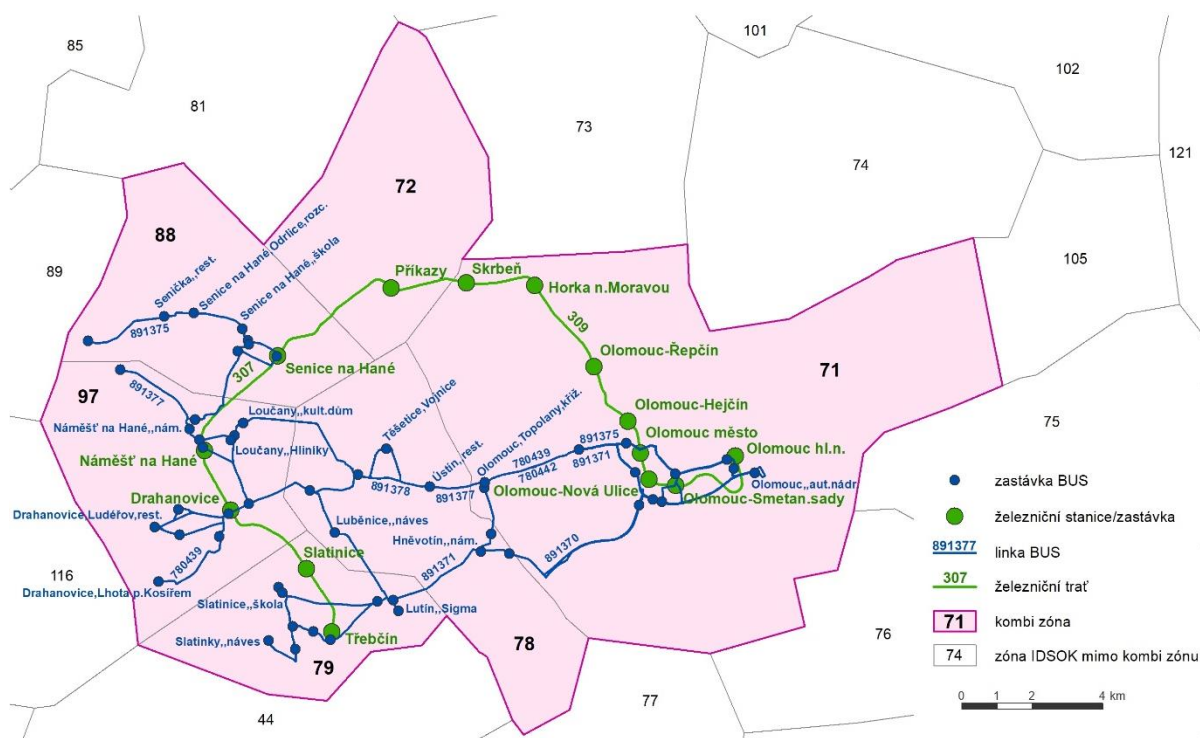 85
101
102
81
73
74
121
72
88
89
105
Senička,,rest.
Senice na Hané,Odrlice,rozc.
Senice na Hané,,škola
891375
Příkazy
Skrbeň
Horka n.Moravou
309
Senice na Hané
307
Olomouc-Řepčín
71
97
891377
Náměšť na Hané,,nám.
Loučany,,kult.dům
Loučany,,Hliníky
Těšetice,Vojnice
Ústín,,rest.
Olomouc,Topolany,křiž.
Olomouc-Hejčín
Olomouc město
Olomouc hl.n.
75
891375
780439
891371
780442
Náměšť na Hané
891378
891377
Olomouc-Nová Ulice
Olomouc,,aut.nádr.
Olomouc-Smetan.sady
Drahanovice
Drahanovice,Luděřov,rest.
Luběnice,,náves
Hněvotín,,nám.
780439
891371
891370
Slatinice
116
Drahanovice,Lhota p.Kosířem
Slatinice,,škola
Lutín,,Sigma
Slatinky,,náves
Třebčín
79
78
76
77
44
zastávka BUS
železniční stanice/zastávka
891377 linka BUS
307 železniční trať
71 kombi zóna
74 zóna IDSOK mimo kombi zónu
0 1 2 4 km